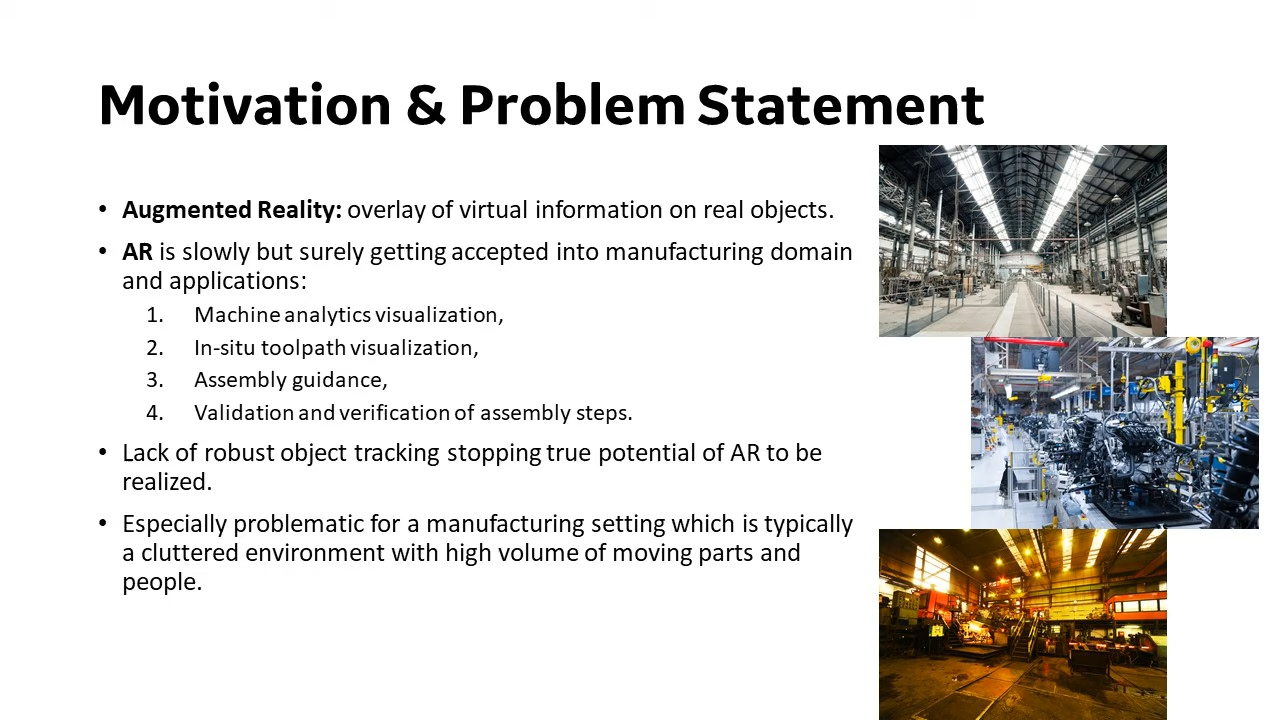 Motivation & Problem Statement
• Augmented Reality: overlay of virtual information on real objects.
• AR is slowly but surely getting accepted into manufacturing domain
and applications:
1. Machine analytics visualization,
2. In-situ toolpath visualization,
3. Assembly guidance,
4. Validation and verification of assembly steps.
• Lack of robust object tracking stopping true potential of AR to be
realized.
• Especially problematic for a manufacturing setting which is typically
a cluttered environment with high volume of moving parts and
people.